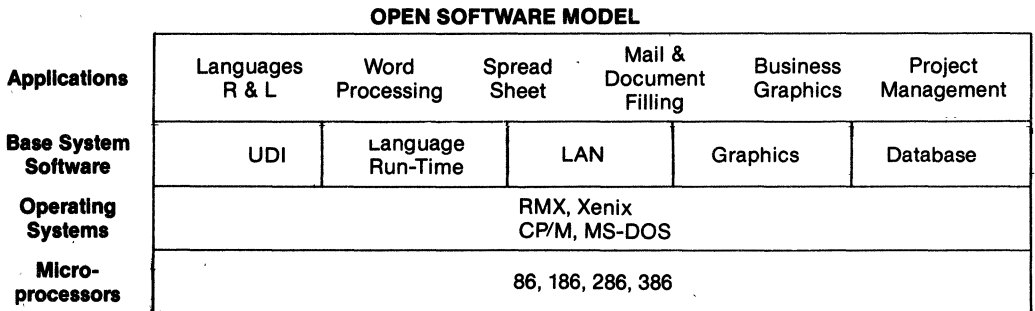 OPEN SOFTWARE MODEL
Applications
Languages R & L
Word Processing
Spread Sheet
Mail & Document Filling
Business Graphics
Project Management
Base System Software
UDI
Language Run-Time
LAN
Graphics
Database
Operating Systems
RMX, Xenix
CP/M, MS-DOS
Micro-processors
86, 186, 286, 386